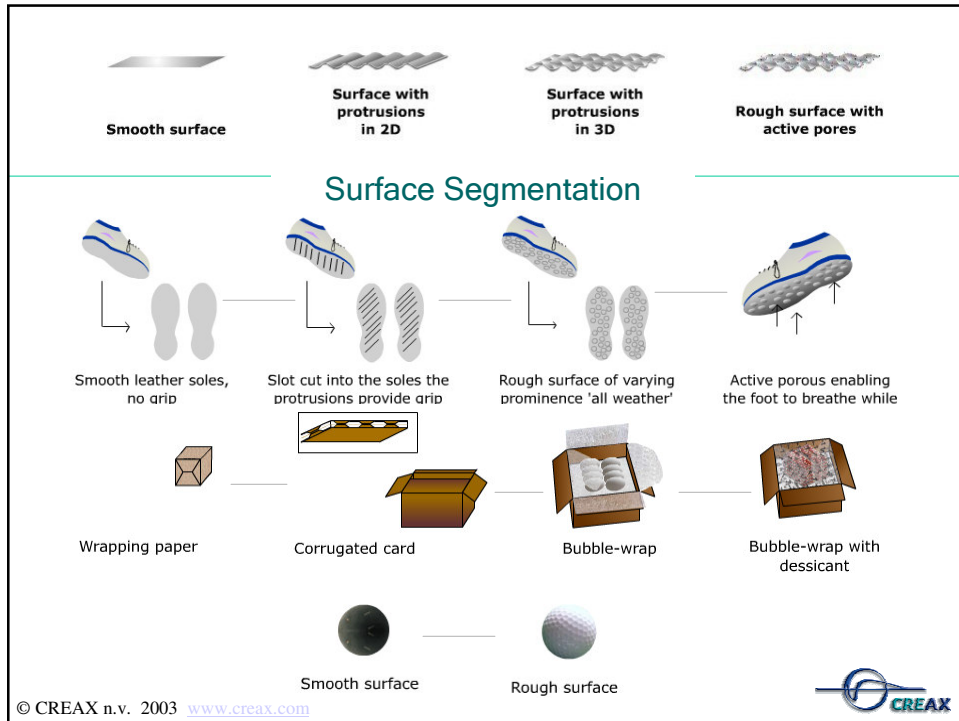 Smooth surface
Surface with
protrusions
in 2D
Surface with
protrusions
in 3D
Rough surface with
active pores
Surface Segmentation
Smooth leather soles,
no grip
Slot cut into the soles the
protrusions provide grip
Rough surface of varying
prominence 'all weather'
Active porous enabling
the foot to breathe while
Wrapping paper
Corrugated card
Bubble-wrap
Bubble-wrap with
dessicant
Smooth surface
Rough surface
© CREAX n.v. 2003 www.creax.com
CREAX